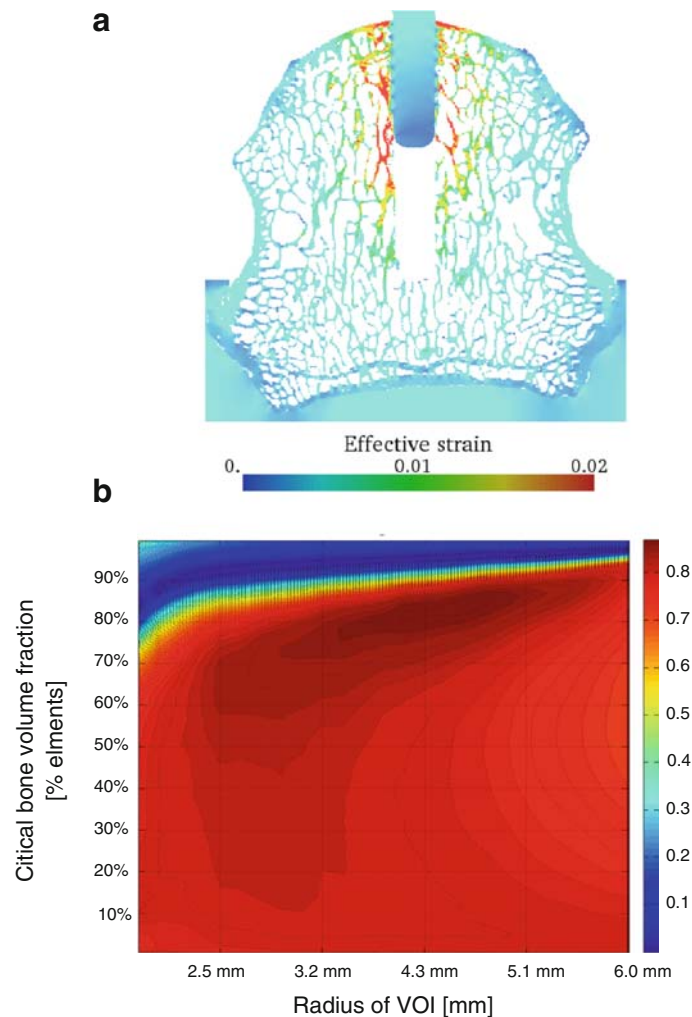 a
Effective strain
0. 0.01 0.02
b
Citical bone volume fraction
[% elments]
90%
80%
70%
60%
50%
40%
30%
20%
10%
0.8
0.7
0.6
0.5
0.4
0.3
0.2
0.1
2.5 mm 3.2 mm 4.3 mm 5.1 mm 6.0 mm
Radius of VOI [mm]